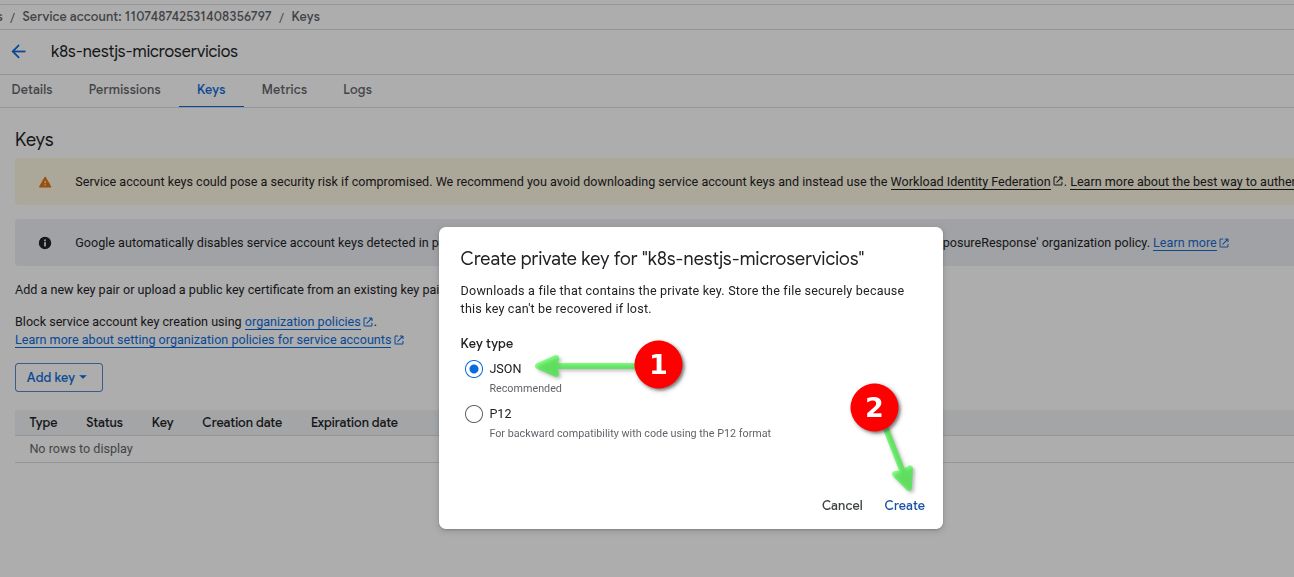 s / Service account: 110748742531408356797 / Keys
k8s-nestjs-microservicios
Details Permissions Keys Metrics Logs
Keys
Service account keys could pose a security risk if compromised. We recommend you avoid downloading service account keys and instead use the Workload Identity Federation. Learn more about the best way to authen
Google automatically disables service account keys detected in p
posureResponse' organization policy. Learn more
Add a new key pair or upload a public key certificate from an existing key pai
Block service account key creation using organization policies.
Learn more about setting organization policies for service accounts
Add key
Type Status Key Creation date Expiration date
No rows to display
Create private key for "k8s-nestjs-microservicios"
Downloads a file that contains the private key. Store the file securely because
this key can't be recovered if lost.
Key type
JSON
1
Recommended
P12
2
For backward compatibility with code using the P12 format
Cancel Create